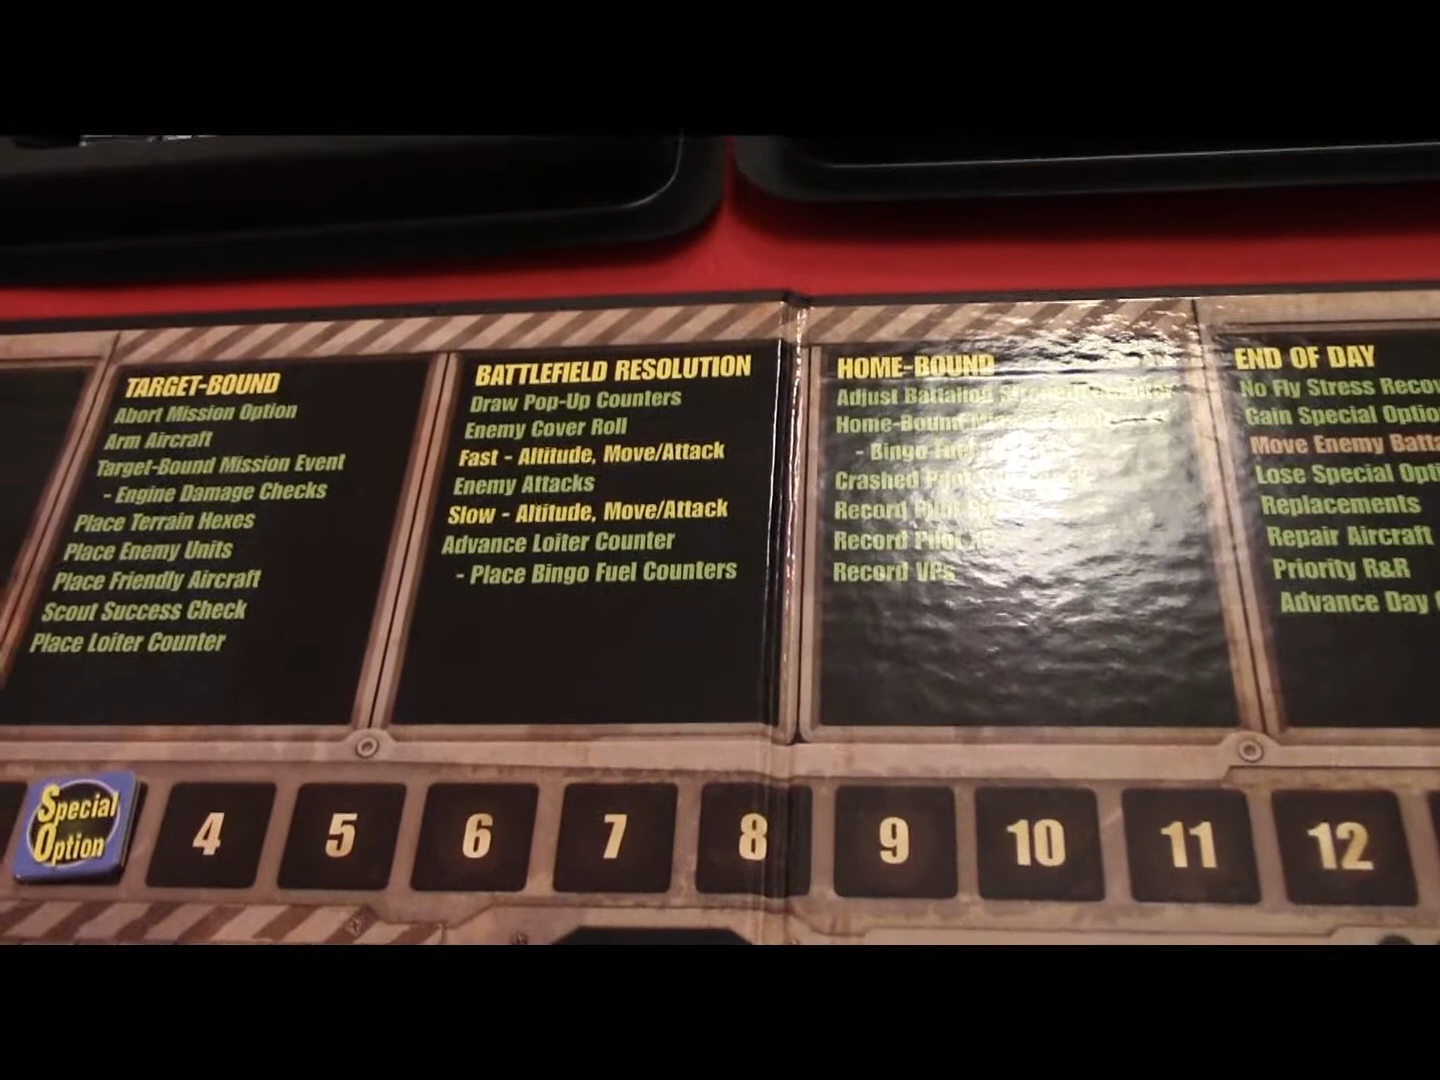 TARGET-BOUND
Abort Mission Option
Arm Aircraft
Target-Bound Mission Event
- Engine Damage Checks
Place Terrain Hexes
Place Enemy Units
Place Friendly Aircraft
Scout Success Check
Place Loiter Counter
BATTLEFIELD RESOLUTION
Draw Pop-Up Counters
Enemy Cover Roll
Fast - Altitude, Move/Attack
Enemy Attacks
Slow - Altitude, Move/Attack
Advance Loiter Counter
- Place Bingo Fuel Counters
HOME-BOUND
Adjust Battalion
Home-Bound
- Bingo Fuel
Crashed Pilot
Record Pilot
Record Pilot
Record VPs
END OF DAY
No Fly Stress
Gain Special
Move Enemy
Lose Special
Replacements
Repair Aircraft
Priority R&R
Advance Day
Special
Option
4
5
6
7
8
9
10
11
12